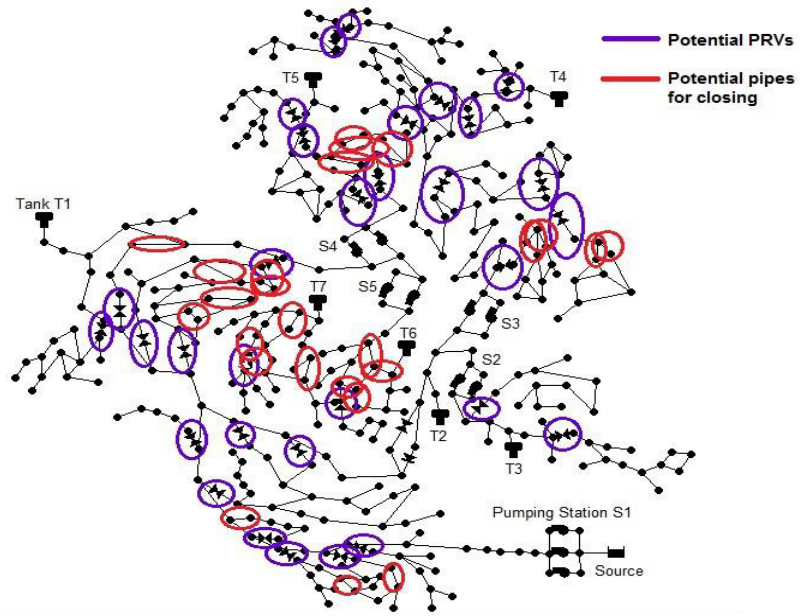 Potential PRVs
Potential pipes
for closing
T5
T4
Tank T1
S4
S5
T7
S3
T6
S2
T2
T3
Pumping Station S1
Source